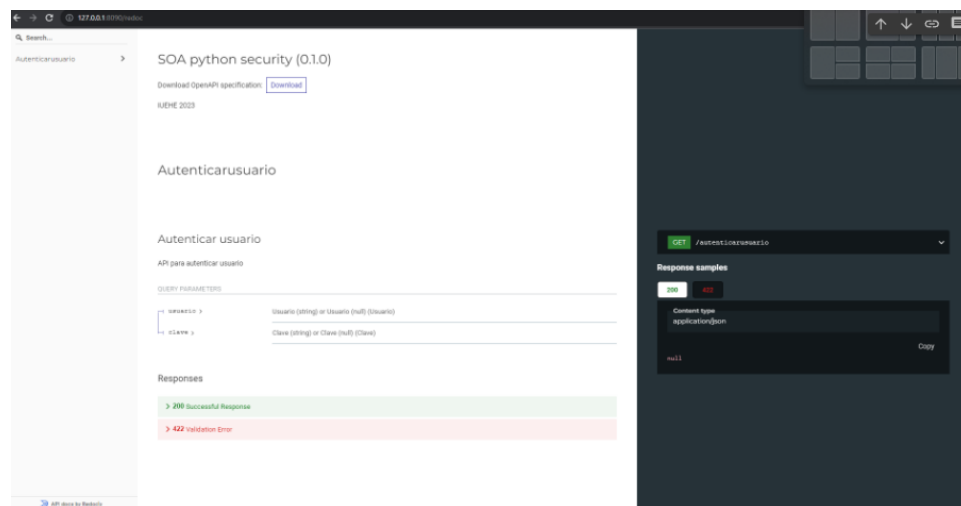 127.0.0.1:8090/redoc
Search...
Autenticarusuario
SOA python security (0.1.0)
Download OpenAPI specification: Download
IUEHE 2023
Autenticarusuario
Autenticar usuario
API para autenticar usuario
QUERY PARAMETERS
usuario
Usuario (string) or Usuario (null) (Usuario)
clave
Clave (string) or Clave (null) (Clave)
Responses
200 Successful Response
422 Validation Error
API docs by Redocly
GET /autenticarusuario
Response samples
200 422
Content type
application/json
Copy
null